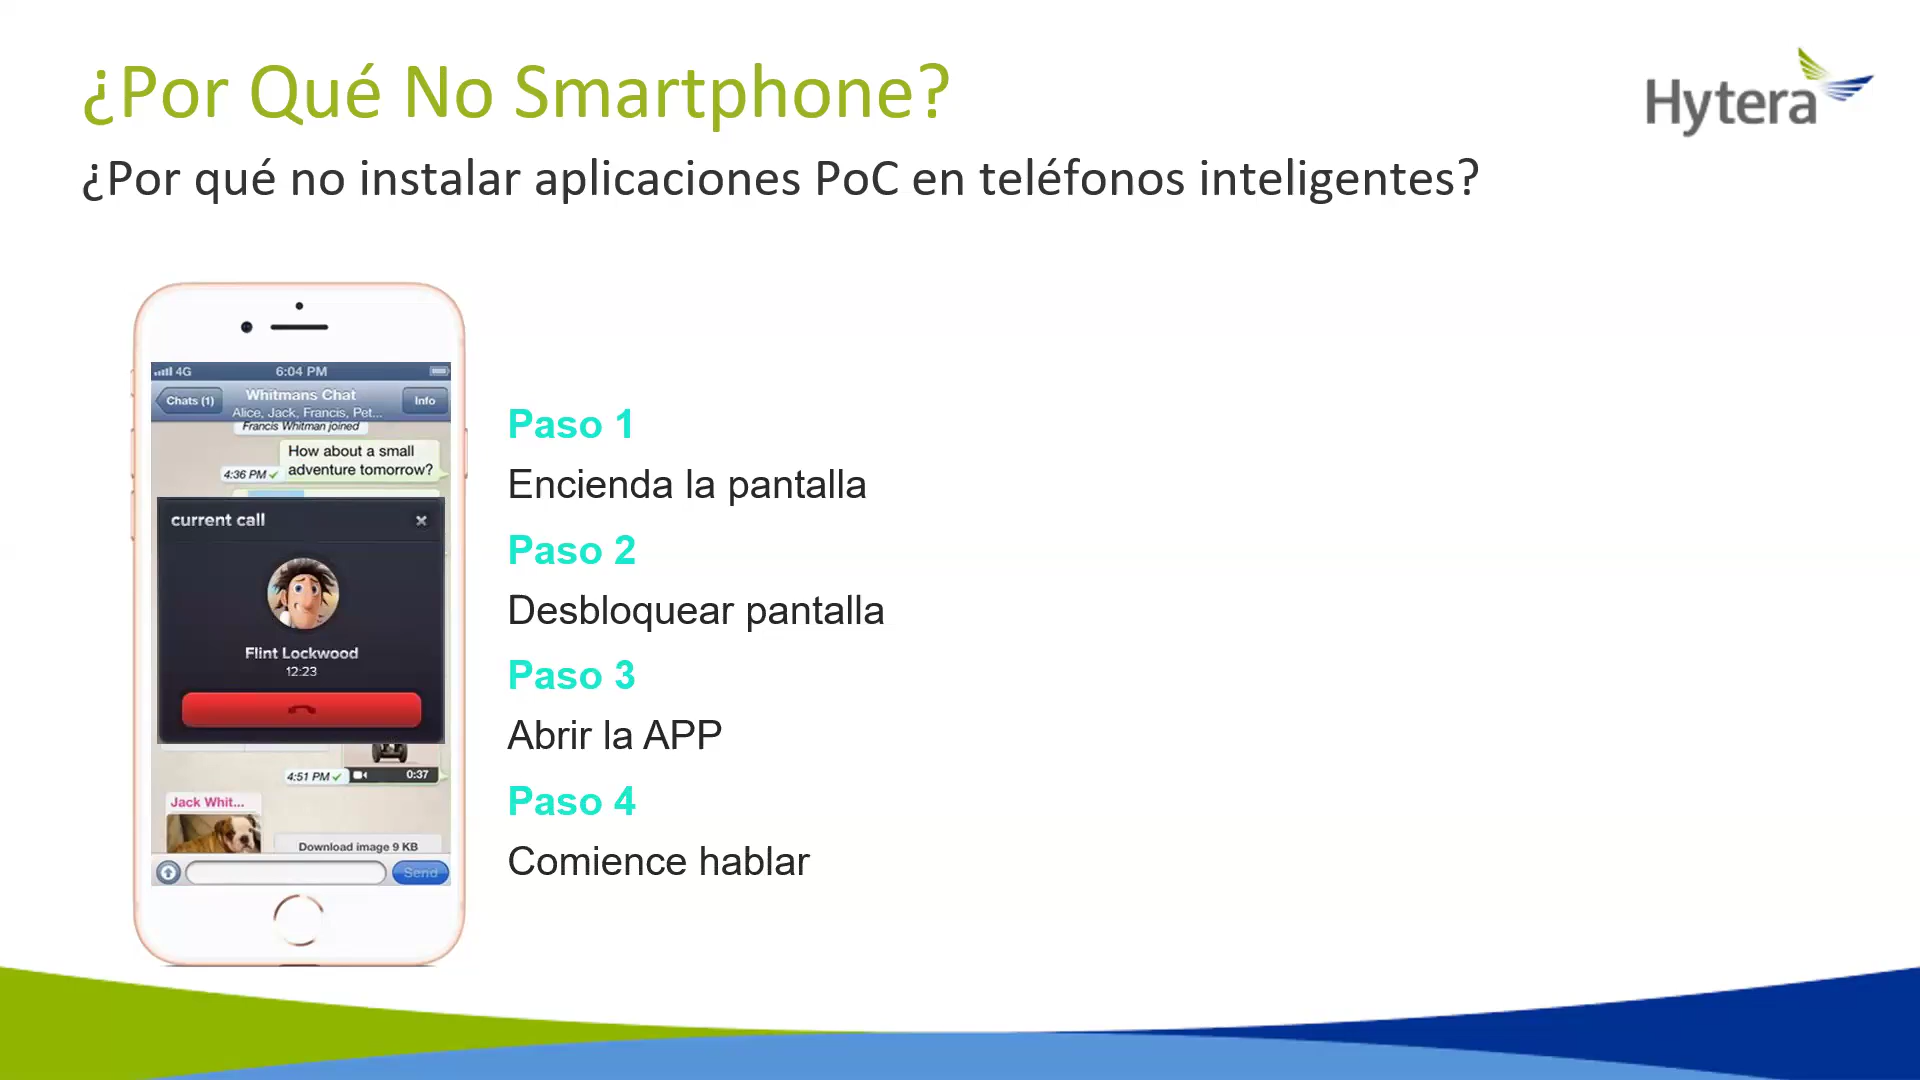 ¿Por Qué No Smartphone?
Hytera
¿Por qué no instalar aplicaciones PoC en teléfonos inteligentes?
4G 6:04 PM
Chats (1) Whitmans Chat Info
Alice, Jack, Francis, Pet...
Francis Whitman joined
How about a small
adventure tomorrow?
4:36 PM
current call
Flint Lockwood
12:23
4:51 PM 0:37
Jack Whit...
Download image 9 KB
Send
Paso 1
Encienda la pantalla
Paso 2
Desbloquear pantalla
Paso 3
Abrir la APP
Paso 4
Comience hablar